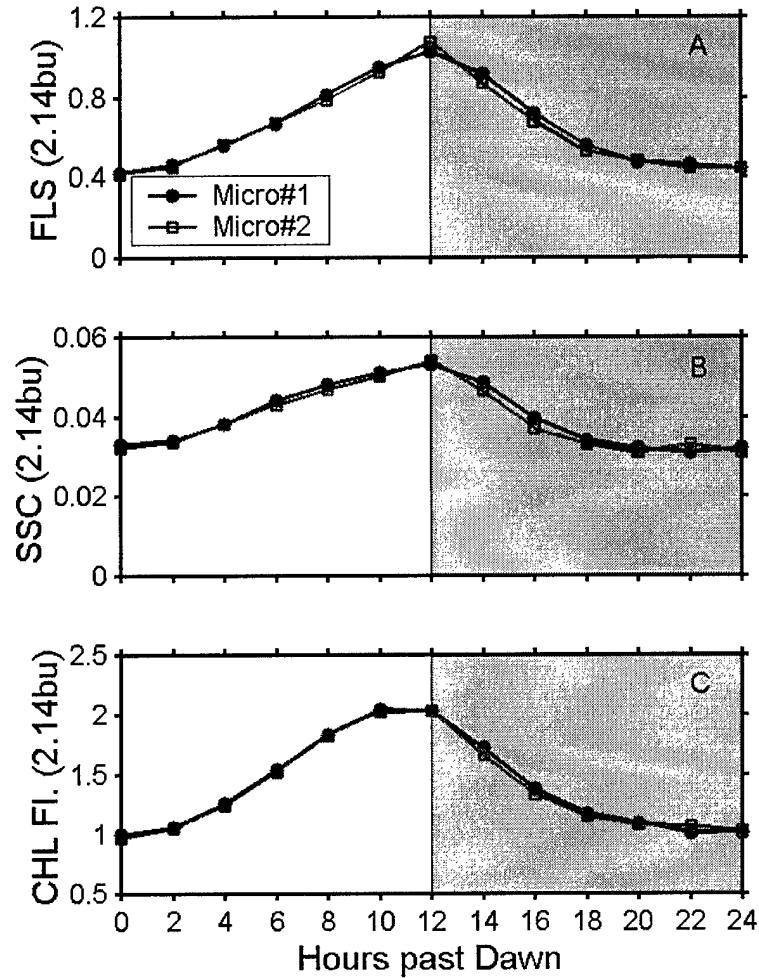 FLS (2.14bu)
1.2
0.8
0.4
0
A
Micro#1
Micro#2
SSC (2.14bu)
0.06
0.04
0.02
0
B
CHL Fl. (2.14bu)
2.5
2
1.5
1
0.5
C
0 2 4 6 8 10 12 14 16 18 20 22 24
Hours past Dawn